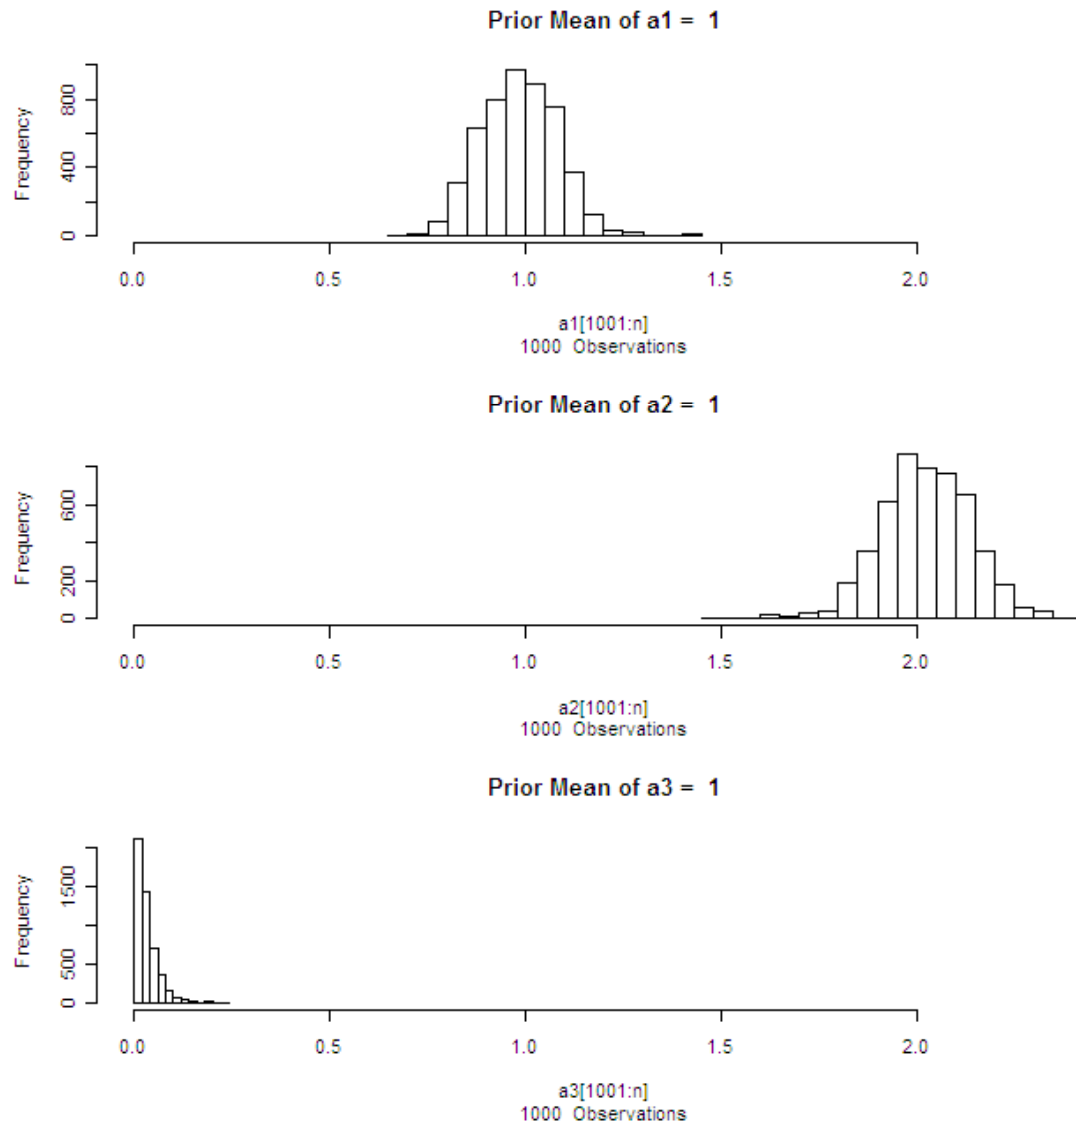 Prior Mean of a1 = 1
Frequency
800
400
0
0.0 0.5 1.0 1.5 2.0
a1[1001:n]
1000 Observations
Prior Mean of a2 = 1
Frequency
600
200
0
0.0 0.5 1.0 1.5 2.0
a2[1001:n]
1000 Observations
Prior Mean of a3 = 1
Frequency
1500
500
0
0.0 0.5 1.0 1.5 2.0
a3[1001:n]
1000 Observations